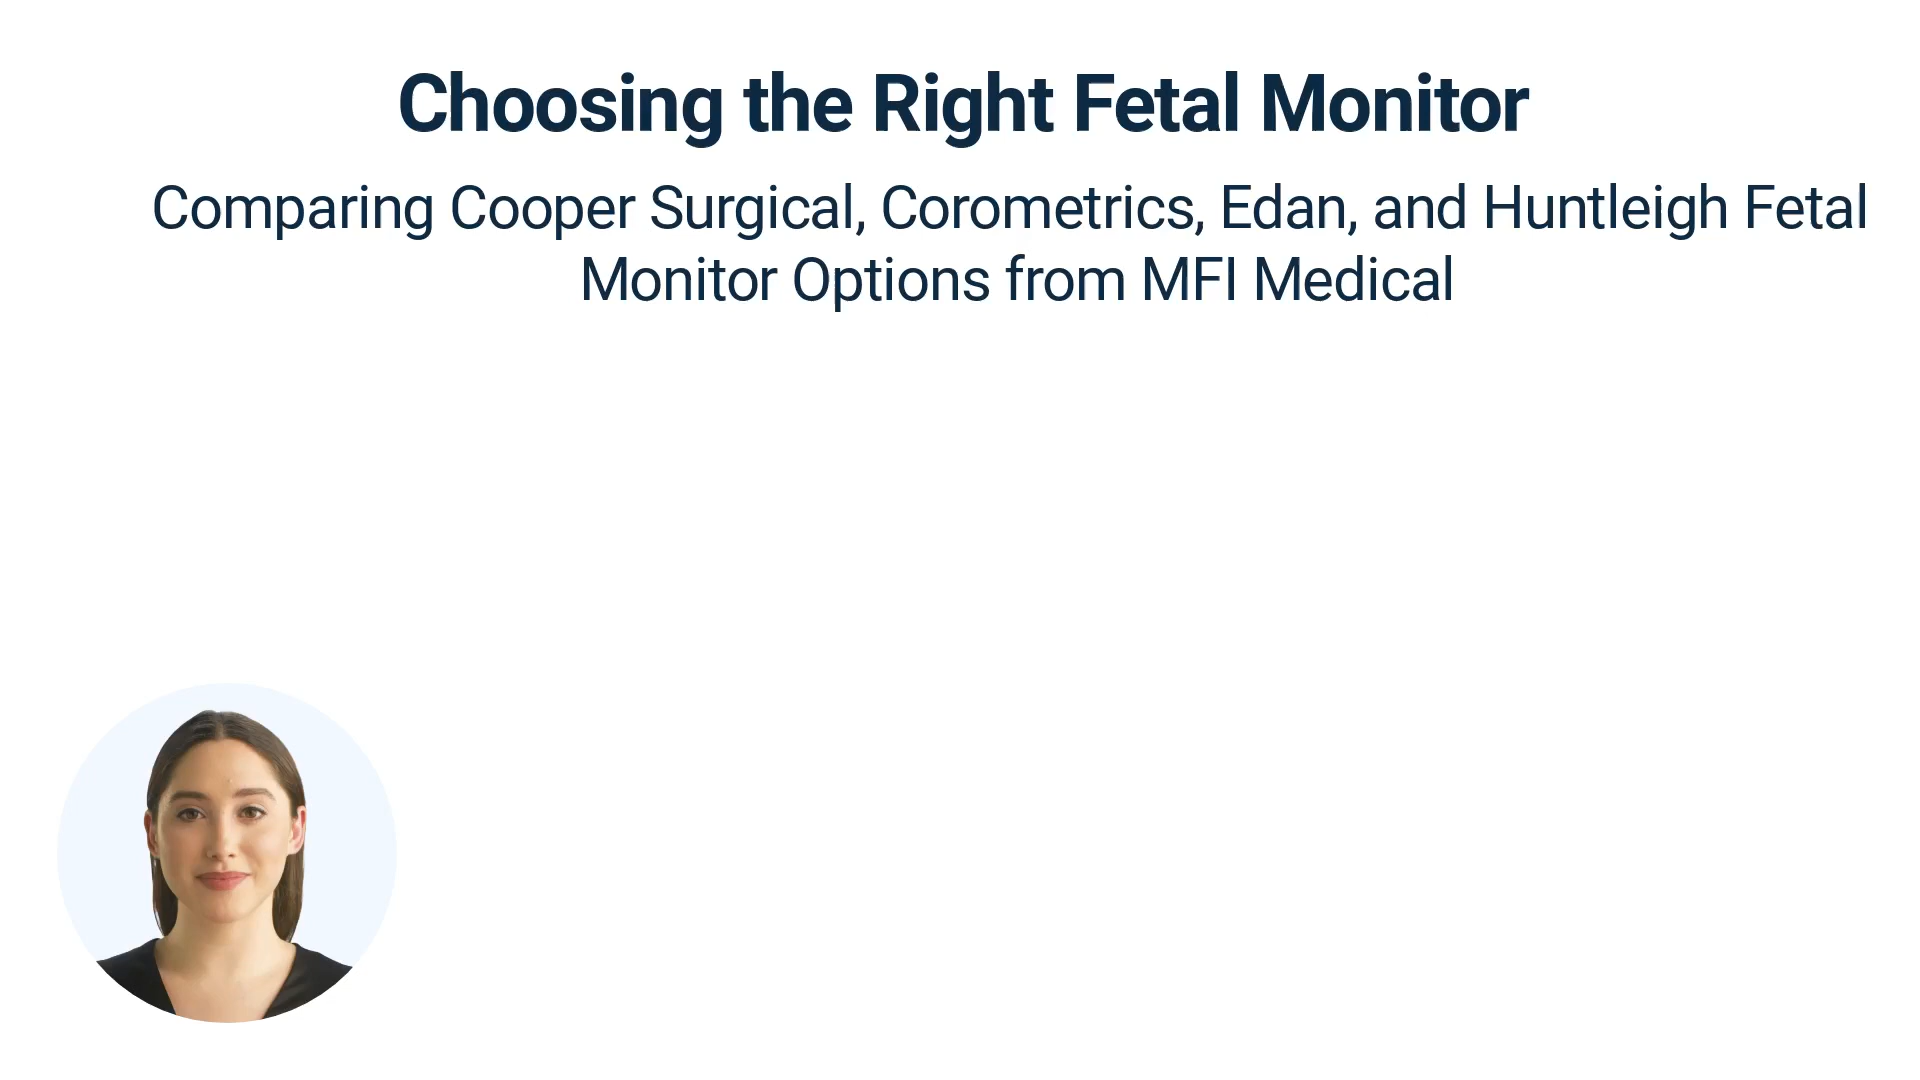 Choosing the Right Fetal Monitor
Comparing Cooper Surgical, Corometrics, Edan, and Huntleigh Fetal
Monitor Options from MFI Medical